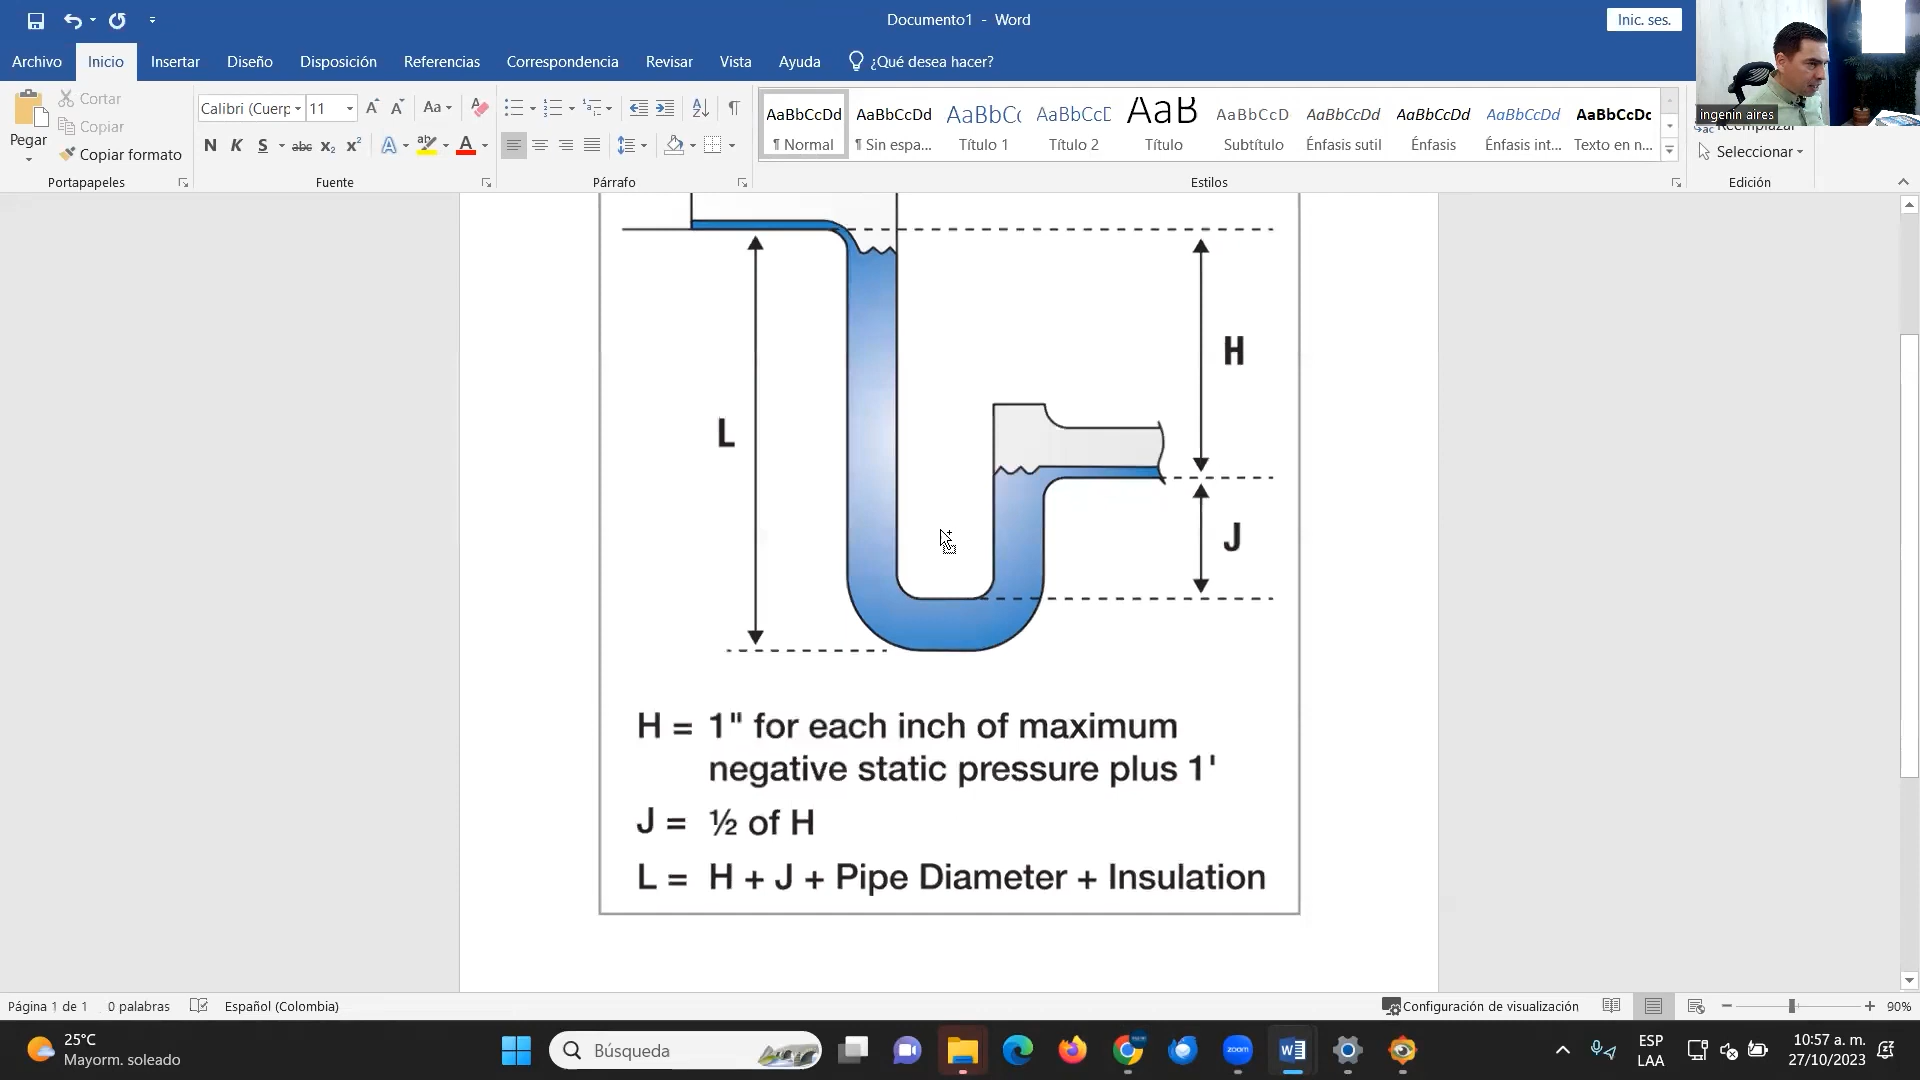 Documento1 - Word
Inic. ses.
Archivo Inicio Insertar Diseño Disposición Referencias Correspondencia Revisar Vista Ayuda ¿Qué desea hacer?
ingenin aires
Pegar
Cortar
Copiar
Copiar formato
Portapapeles
Calibri (Cuerp 11
N K S abc x₂ x²
Fuente
Párrafo
AaBbCcDd AaBbCcDd AaBbCc AaBbCcD AaB AaBbCcD AaBbCcDd AaBbCcDd AaBbCcDd AaBbCcDc
¶ Normal ¶ Sin espa... Título 1 Título 2 Título Subtítulo Énfasis sutil Énfasis Énfasis int... Texto en n...
Estilos
Reemplazar
Seleccionar
Edición
H
L
J
H = 1" for each inch of maximum
negative static pressure plus 1'
J = ½ of H
L = H + J + Pipe Diameter + Insulation
Página 1 de 1 0 palabras Español (Colombia) Configuración de visualización 90%
25°C
Mayorm. soleado
Búsqueda
zoom
ESP
LAA
10:57 a. m.
27/10/2023